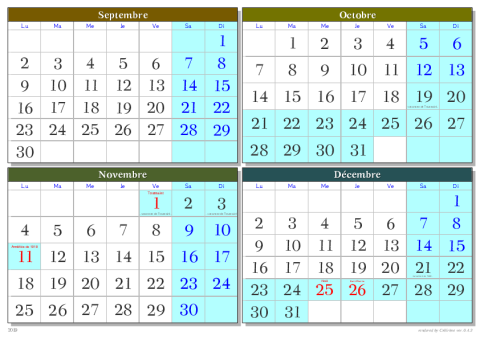 Septembre
Lu Ma Me Je Ve Sa Di
1
2 3 4 5 6 7 8
9 10 11 12 13 14 15
16 17 18 19 20 21 22
23 24 25 26 27 28 29
30
Octobre
Lu Ma Me Je Ve Sa Di
1 2 3 4 5 6
7 8 9 10 11 12 13
14 15 16 17 18 19 20
21 22 23 24 25 26 27
28 29 30 31
Novembre
Lu Ma Me Je Ve Sa Di
Toussaint
1 2 3
4 5 6 7 8 9 10
Armistice de 1918
11 12 13 14 15 16 17
18 19 20 21 22 23 24
25 26 27 28 29 30
Décembre
Lu Ma Me Je Ve Sa Di
1
2 3 4 5 6 7 8
9 10 11 12 13 14 15
16 17 18 19 20 21 22
23 24 25 26 27 28 29
30 31